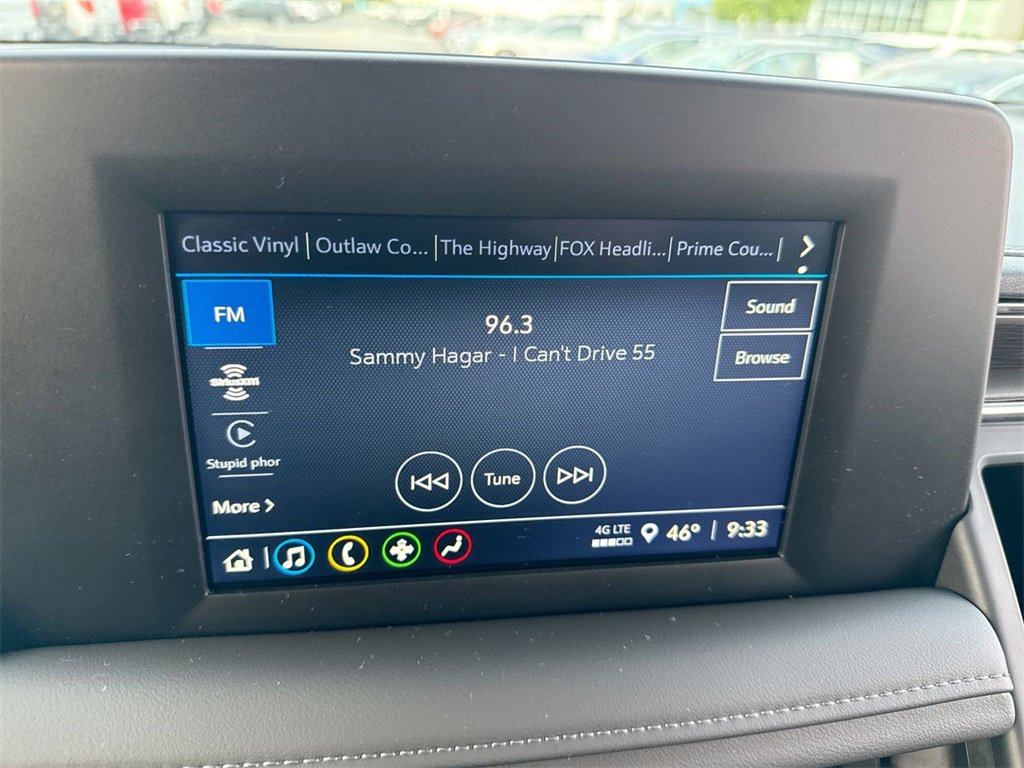 Classic Vinyl | Outlaw Co... | The Highway | FOX Headli... | Prime Cou... |
FM
96.3
Sammy Hagar - I Can't Drive 55
Sound
Browse
SiriusXM
Stupid phor
Tune
More >
4G LTE
46° | 9:33